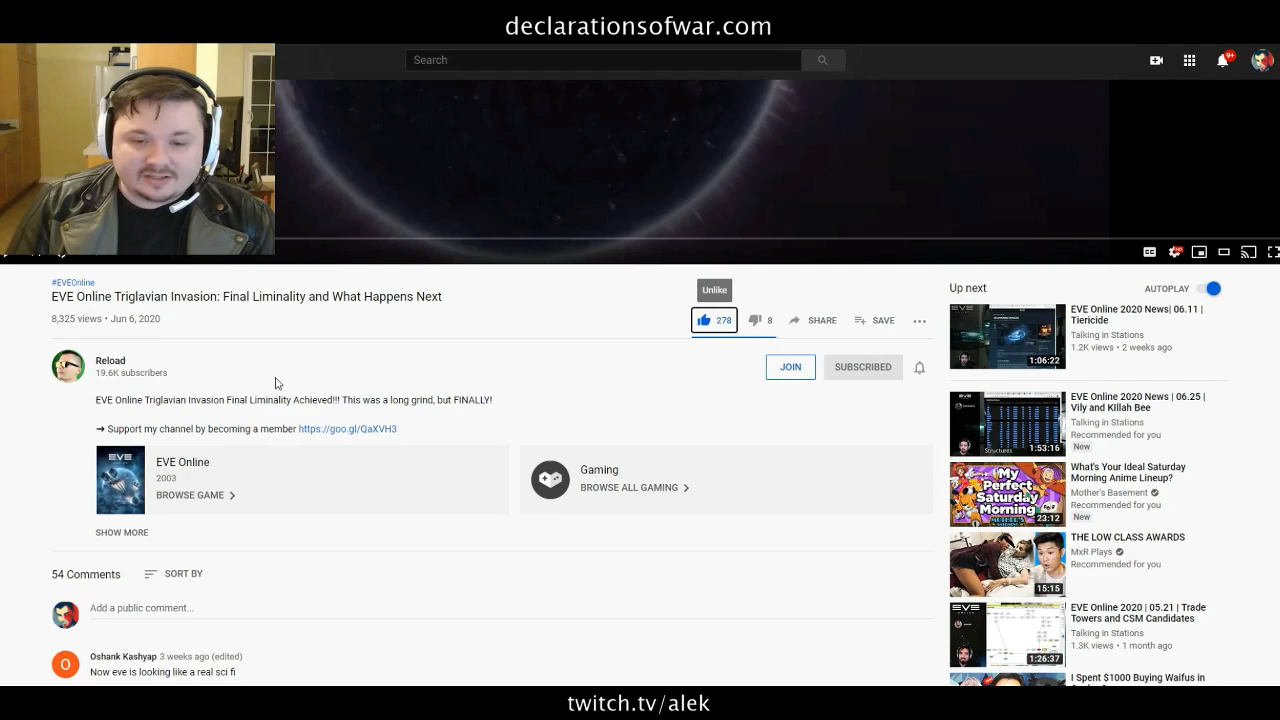 declarationsofwar.com
Search
9+
#EVEOnline
EVE Online Triglavian Invasion: Final Liminality and What Happens Next
8,325 views • Jun 6, 2020
Unlike
278
8
SHARE
SAVE
Reload
19.6K subscribers
JOIN
SUBSCRIBED
EVE Online Triglavian Invasion Final Liminality Achieved!!! This was a long grind, but FINALLY!
→ Support my channel by becoming a member https://goo.gl/QaXVH3
EVE
EVE Online
2003
BROWSE GAME
Gaming
BROWSE ALL GAMING
SHOW MORE
54 Comments
SORT BY
Add a public comment...
O
Oshank Kashyap 3 weeks ago (edited)
Now eve is looking like a real sci fi
Up next
AUTOPLAY
EVE
1:06:22
EVE Online 2020 News| 06.11 |
Tiericide
Talking in Stations
1.2K views • 2 weeks ago
EVE
Structures
1:53:16
EVE Online 2020 News | 06.25 |
Vily and KIllah Bee
Talking in Stations
Recommended for you
New
My
Perfect
Saturday
Morning
23:12
What's Your Ideal Saturday
Morning Anime Lineup?
Mother's Basement
Recommended for you
New
15:15
THE LOW CLASS AWARDS
MxR Plays
Recommended for you
EVE
1:26:37
EVE Online 2020 | 05.21 | Trade
Towers and CSM Candidates
Talking in Stations
1.3K views • 1 month ago
I Spent $1000 Buying Waifus in
twitch.tv/alek